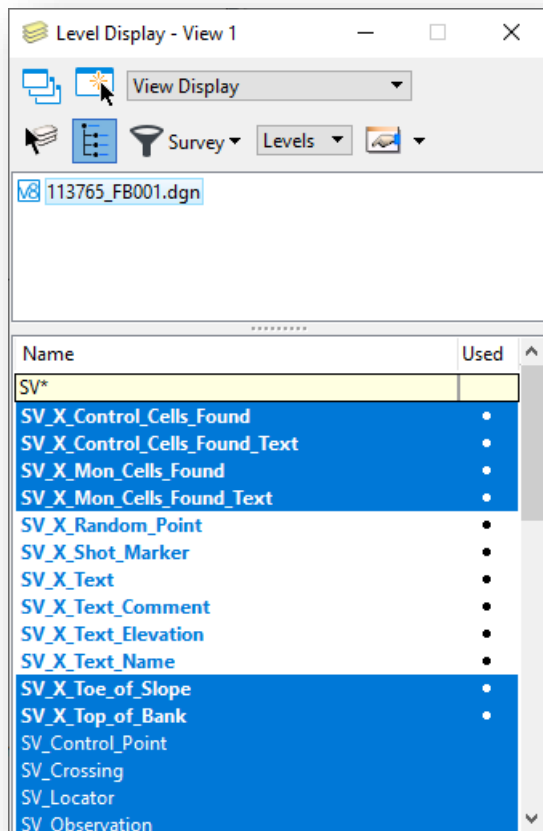 Level Display - View 1
View Display
Survey Levels
V8 113765_FB001.dgn
Name Used
SV*
SV_X_Control_Cells_Found
SV_X_Control_Cells_Found_Text
SV_X_Mon_Cells_Found
SV_X_Mon_Cells_Found_Text
SV_X_Random_Point
SV_X_Shot_Marker
SV_X_Text
SV_X_Text_Comment
SV_X_Text_Elevation
SV_X_Text_Name
SV_X_Toe_of_Slope
SV_X_Top_of_Bank
SV_Control_Point
SV_Crossing
SV_Locator
SV_Observation